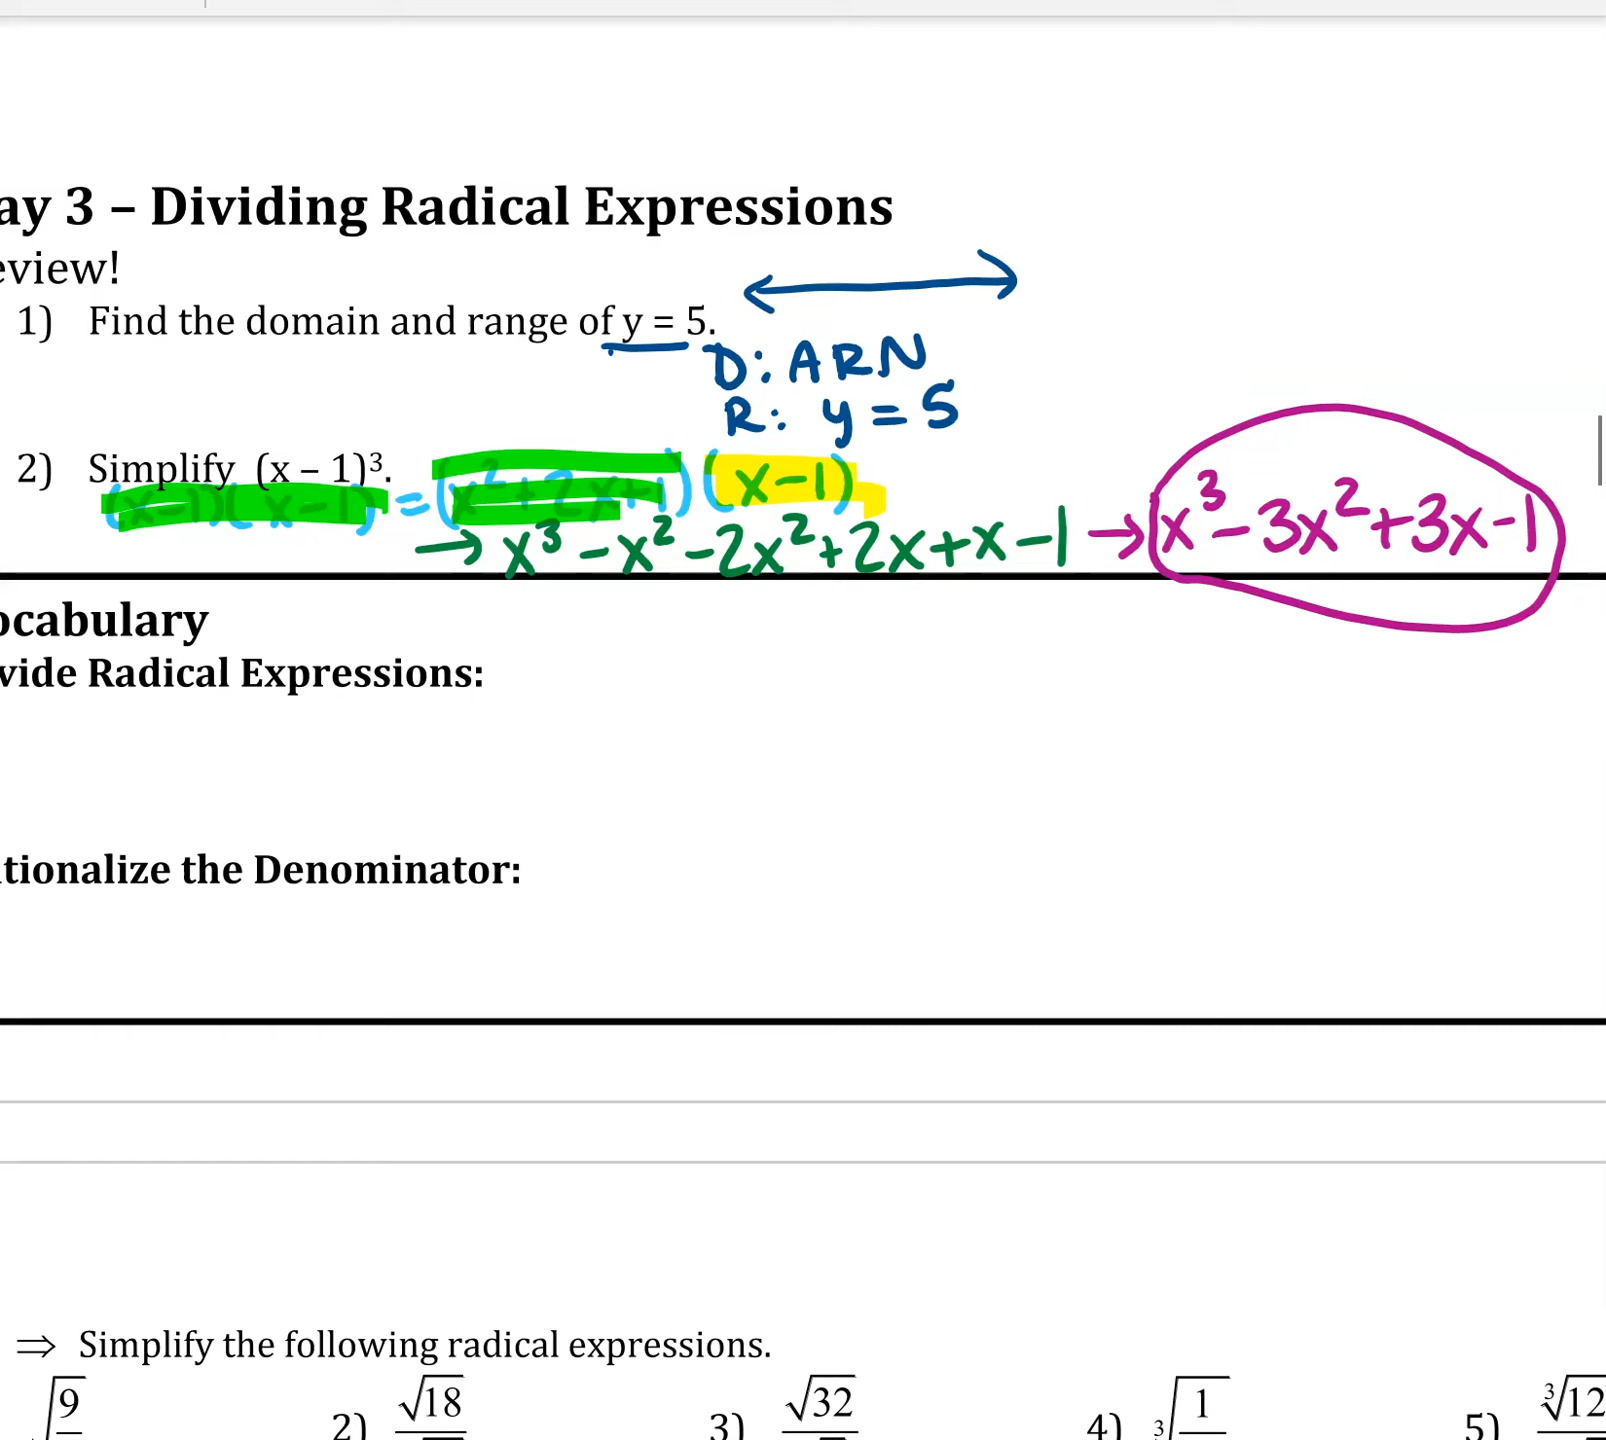 ay 3 – Dividing Radical Expressions
eview!
1) Find the domain and range of y = 5.
D: ARN
R: y = 5
2) Simplify (x – 1)³.
(x-1)(x-1) = (x²+2x+1)(x-1)
→ x³ - x² - 2x² + 2x + x - 1 → x³ - 3x² + 3x - 1
ocabulary
vide Radical Expressions:
tionalize the Denominator:
⇒ Simplify the following radical expressions.
√9 2) √18 3) √32 4) ³√1 5) ³√12